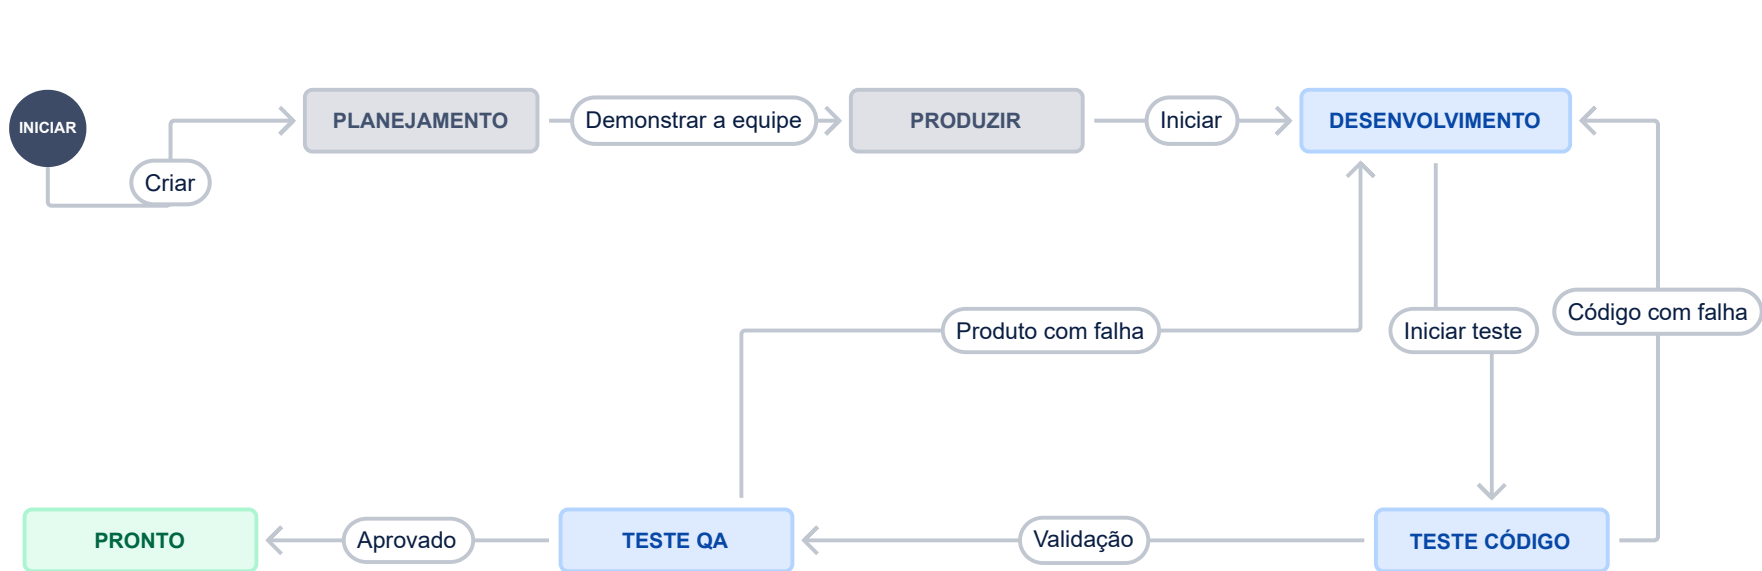 INICIAR
Criar
PLANEJAMENTO
Demonstrar a equipe
PRODUZIR
Iniciar
DESENVOLVIMENTO
Produto com falha
Iniciar teste
Código com falha
PRONTO
Aprovado
TESTE QA
Validação
TESTE CÓDIGO